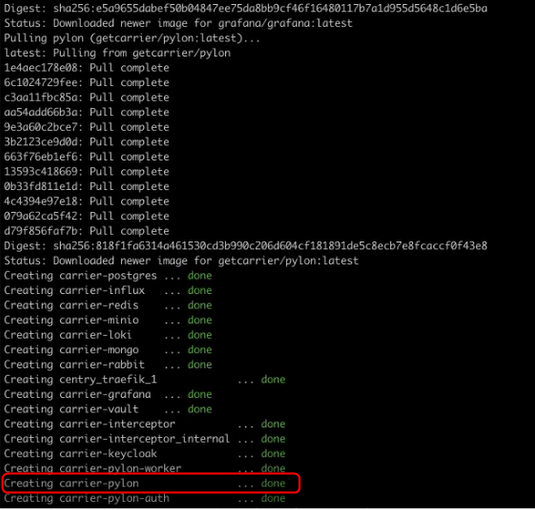 Digest: sha256:e5a9655dabef50b04847ee75da8bb9cf46f16480117b7a1d955d5648c1d6e5ba
Status: Downloaded newer image for grafana/grafana:latest
Pulling pylon (getcarrier/pylon:latest)...
latest: Pulling from getcarrier/pylon
1e4aec178e08: Pull complete
6c1024729fee: Pull complete
c3aa11fbc85a: Pull complete
aa54add66b3a: Pull complete
9e3a60c2bce7: Pull complete
3b2123ce9d0d: Pull complete
663f76eb1ef6: Pull complete
13593c418669: Pull complete
0b33fd811e1d: Pull complete
4c4394e97e18: Pull complete
079a62ca5f42: Pull complete
d79f856faf7b: Pull complete
Digest: sha256:818f1fa6314a461530cd3b990c206d604cf181891de5c8ecb7e8fcaccf0f43e8
Status: Downloaded newer image for getcarrier/pylon:latest
Creating carrier-postgres ... done
Creating carrier-influx ... done
Creating carrier-redis ... done
Creating carrier-minio ... done
Creating carrier-loki ... done
Creating carrier-mongo ... done
Creating carrier-rabbit ... done
Creating centry_traefik_1 ... done
Creating carrier-grafana ... done
Creating carrier-vault ... done
Creating carrier-interceptor ... done
Creating carrier-interceptor_internal ... done
Creating carrier-keycloak ... done
Creating carrier-pylon-worker ... done
Creating carrier-pylon ... done
Creating carrier-pylon-auth ... done